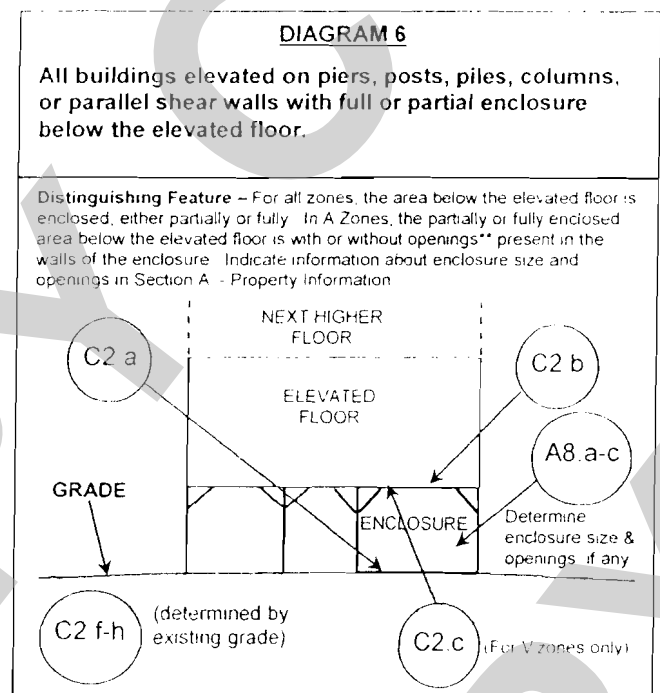 DIAGRAM 6
All buildings elevated on piers, posts, piles, columns,
or parallel shear walls with full or partial enclosure
below the elevated floor.
Distinguishing Feature – For all zones, the area below the elevated floor is
enclosed, either partially or fully In A Zones, the partially or fully enclosed
area below the elevated floor is with or without openings** present in the
walls of the enclosure Indicate information about enclosure size and
openings in Section A - Property Information
NEXT HIGHER
FLOOR
C2 a
C2 b
ELEVATED
FLOOR
A8.a-c
GRADE
ENCLOSURE
Determine
enclosure size &
openings if any
C2 f-h
(determined by
existing grade)
C2.c
(For V zones only)